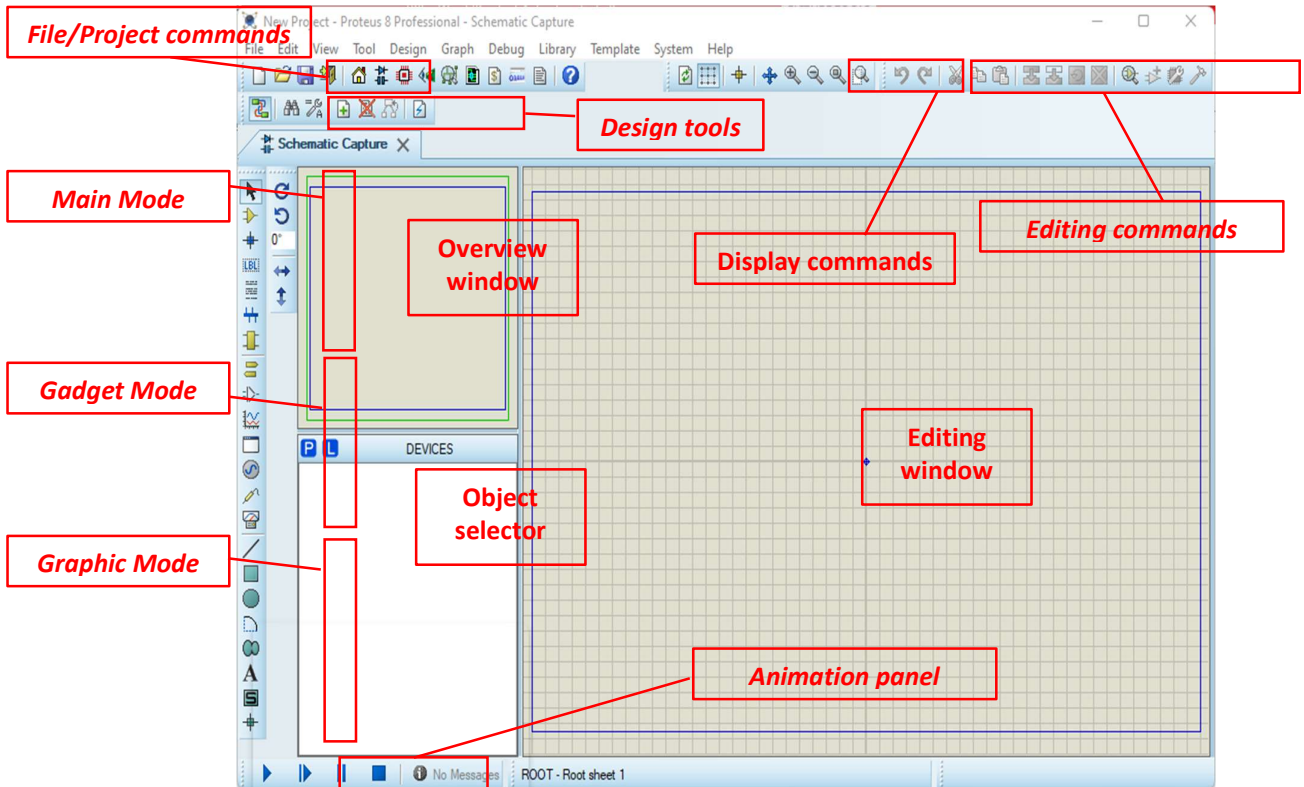 New Project - Proteus 8 Professional - Schematic Capture
File/Project commands
File Edit View Tool Design Graph Debug Library Template System Help
Design tools
Schematic Capture
Main Mode
0°
LBL
Overview
window
Display commands
Editing commands
Gadget Mode
P L DEVICES
Editing
window
Object
selector
Graphic Mode
A
S
Animation panel
No Messages
ROOT - Root sheet 1